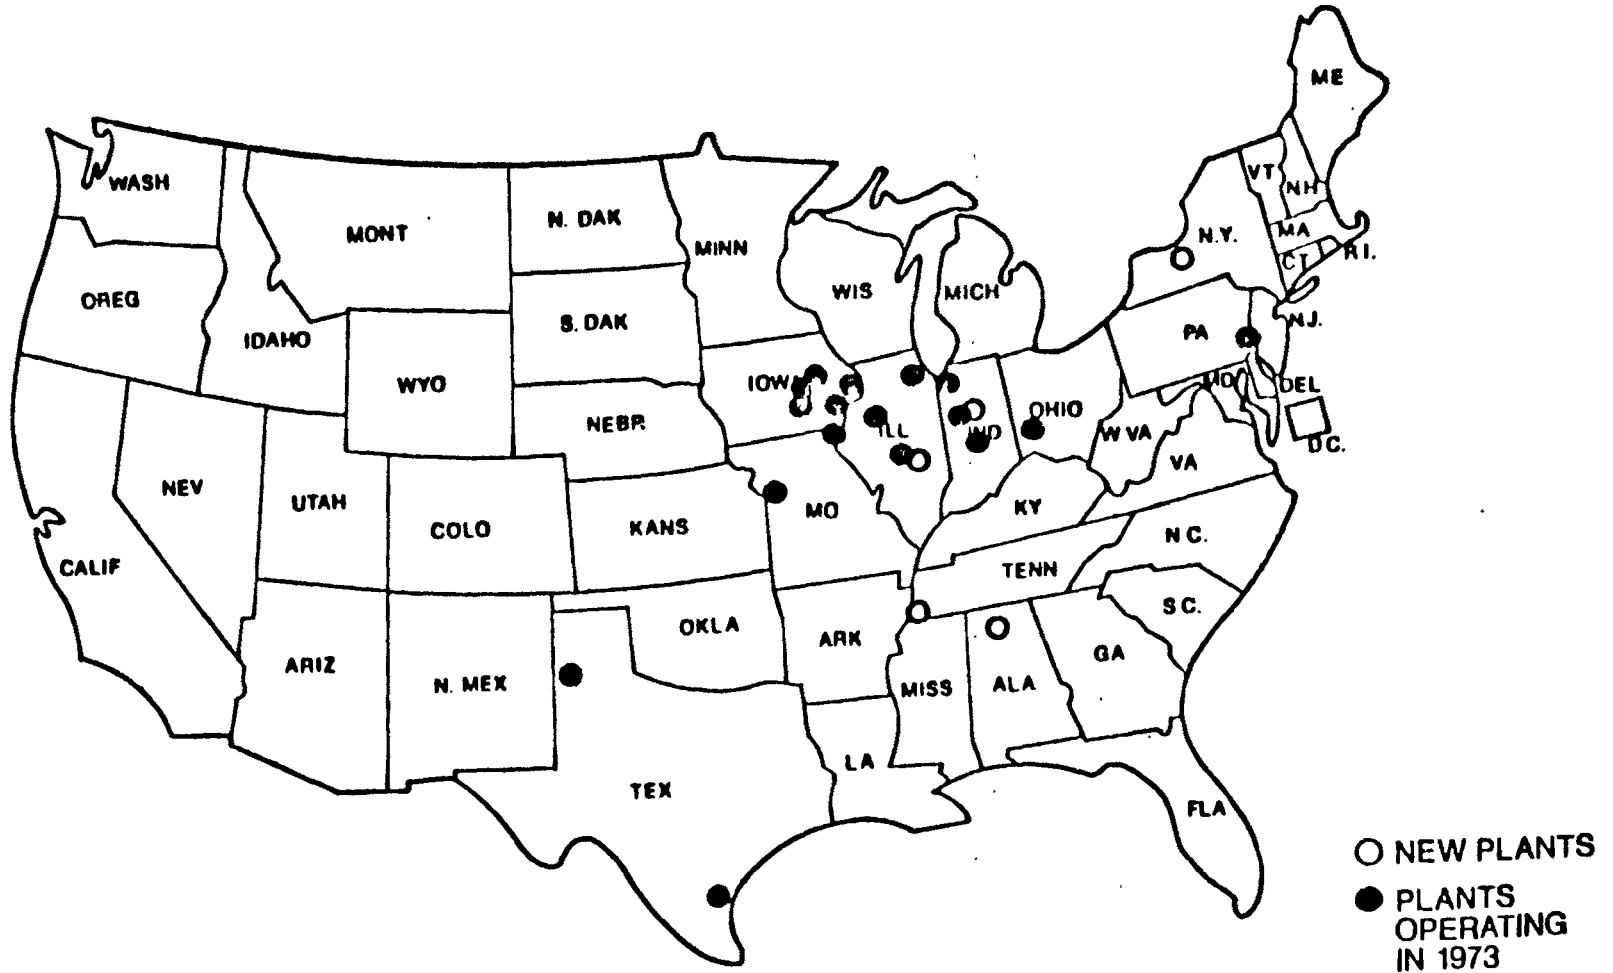 ME
WASH
VT
NH
MONT
N. DAK
MINN
N.Y.
MA
R.I.
CT
OREG
WIS
MICH
S. DAK
IDAHO
PA
N.J.
WYO
IOWA
MD
DEL
NEBR.
ILL
IND
OHIO
W VA
D.C.
NEV
UTAH
COLO
KANS
MO
KY
VA
CALIF
TENN
N C.
S C.
ARIZ
N. MEX
OKLA
ARK
MISS
ALA
GA
LA
TEX
FLA
NEW PLANTS
PLANTS
OPERATING
IN 1973